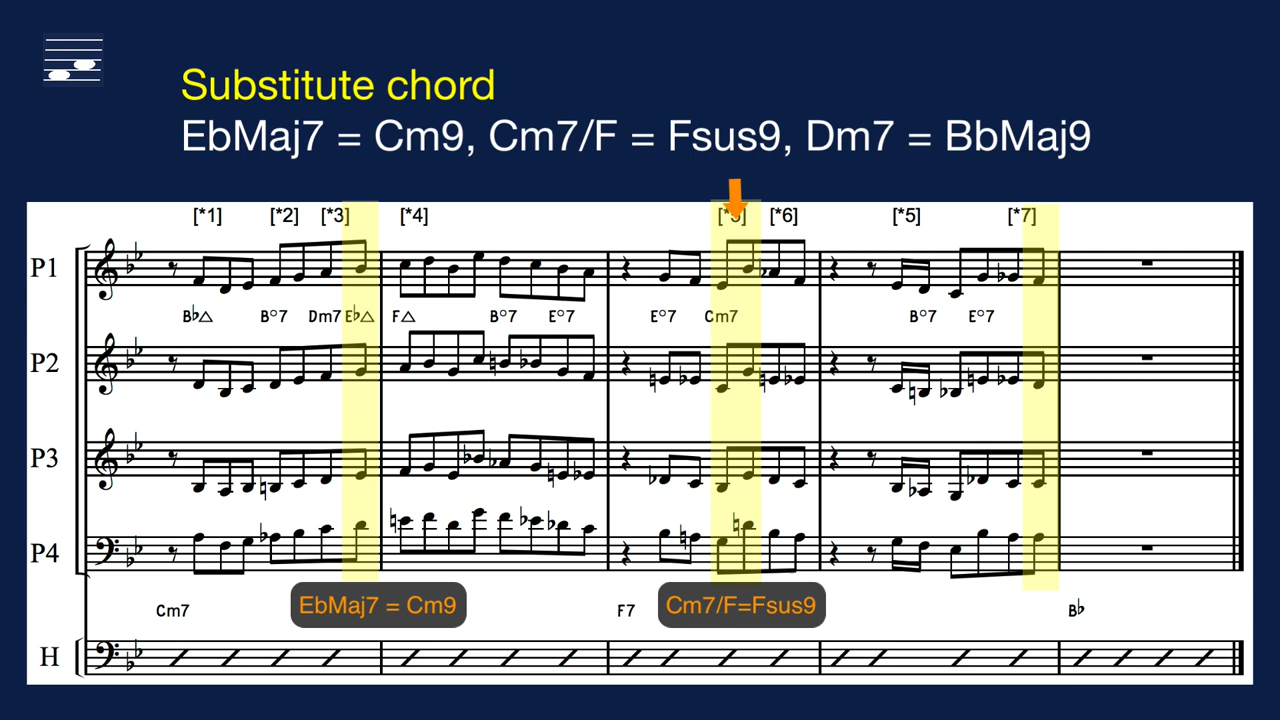 Substitute chord
EbMaj7 = Cm9, Cm7/F = Fsus9, Dm7 = BbMaj9
[*1] [*2] [*3] [*4] [*5] [*6] [*5] [*7]
P1
B♭△ B°7 Dm7 E♭△ F△ B°7 E°7 E°7 Cm7 B°7 E°7
P2
P3
P4
EbMaj7 = Cm9 Cm7/F=Fsus9
Cm7 F7 B♭
H